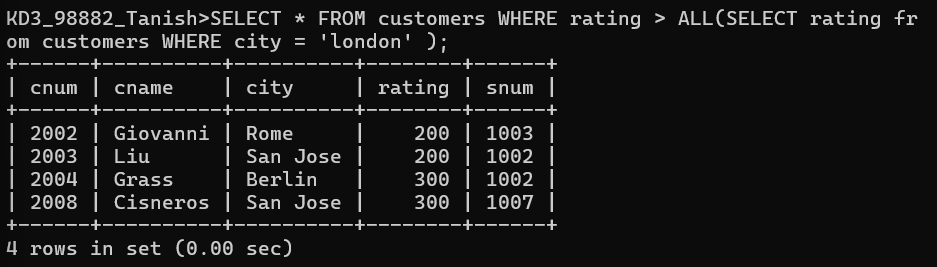 KD3_98882_Tanish>SELECT * FROM customers WHERE rating > ALL(SELECT rating fr
om customers WHERE city = 'london' );
+------+----------+----------+--------+------+
| cnum | cname    | city     | rating | snum |
+------+----------+----------+--------+------+
| 2002 | Giovanni | Rome     |    200 | 1003 |
| 2003 | Liu      | San Jose |    200 | 1002 |
| 2004 | Grass    | Berlin   |    300 | 1002 |
| 2008 | Cisneros | San Jose |    300 | 1007 |
+------+----------+----------+--------+------+
4 rows in set (0.00 sec)